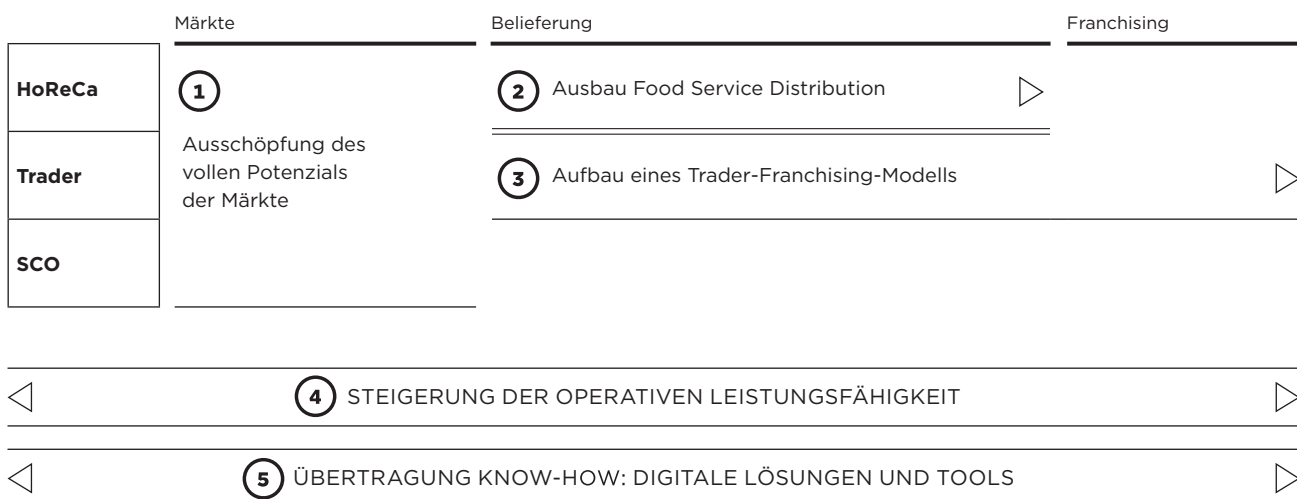 Märkte
Belieferung
Franchising
HoReCa
1
Ausschöpfung des
vollen Potenzials
der Märkte
2 Ausbau Food Service Distribution
Trader
3 Aufbau eines Trader-Franchising-Modells
SCO
4 STEIGERUNG DER OPERATIVEN LEISTUNGSFÄHIGKEIT
5 ÜBERTRAGUNG KNOW-HOW: DIGITALE LÖSUNGEN UND TOOLS